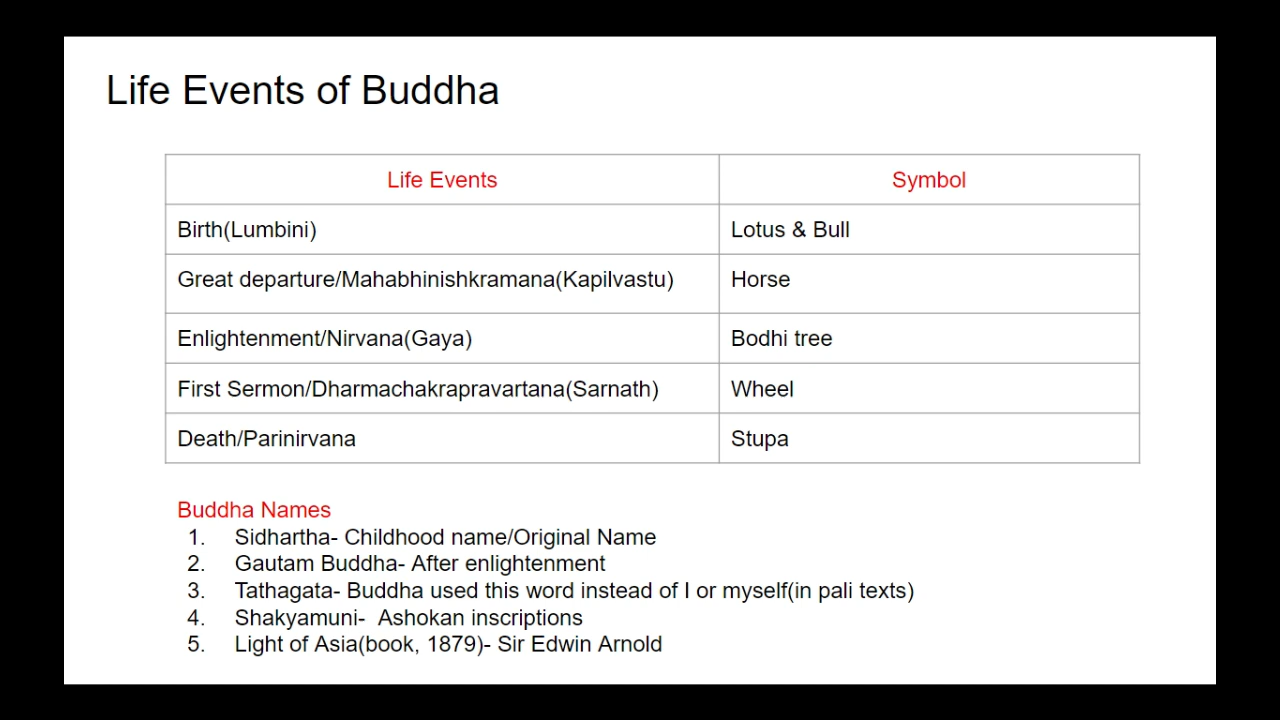 Life Events of Buddha
Life Events Symbol
Birth(Lumbini) Lotus & Bull
Great departure/Mahabhinishkramana(Kapilvastu) Horse
Enlightenment/Nirvana(Gaya) Bodhi tree
First Sermon/Dharmachakrapravartana(Sarnath) Wheel
Death/Parinirvana Stupa
Buddha Names
1. Sidhartha- Childhood name/Original Name
2. Gautam Buddha- After enlightenment
3. Tathagata- Buddha used this word instead of I or myself(in pali texts)
4. Shakyamuni- Ashokan inscriptions
5. Light of Asia(book, 1879)- Sir Edwin Arnold